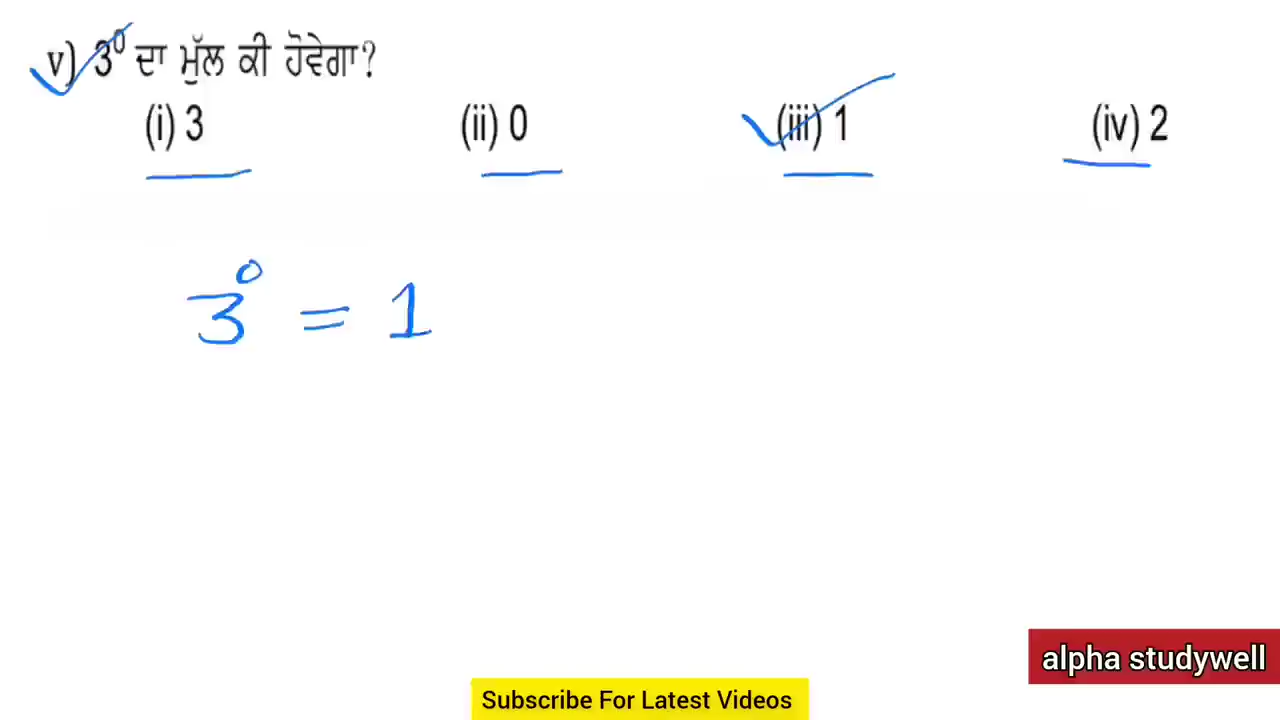 v) 3⁰ ਦਾ ਮੁੱਲ ਕੀ ਹੋਵੇਗਾ?
(i) 3 (ii) 0 (iii) 1 (iv) 2
3⁰ = 1
alpha studywell
Subscribe For Latest Videos